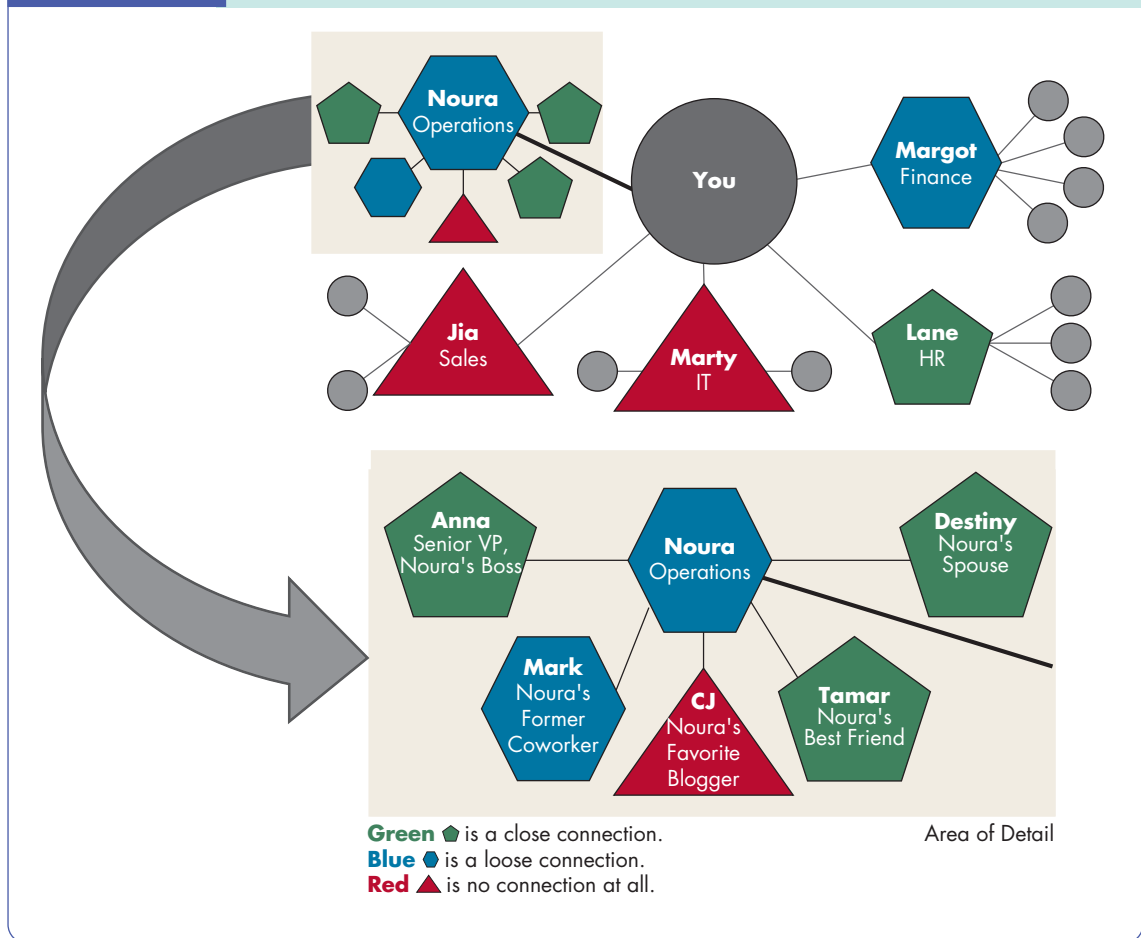 Noura
Operations
You
Margot
Finance
Jia
Sales
Marty
IT
Lane
HR
Anna
Senior VP,
Noura's Boss
Noura
Operations
Destiny
Noura's
Spouse
Mark
Noura's
Former
Coworker
CJ
Noura's
Favorite
Blogger
Tamar
Noura's
Best Friend
Green is a close connection.
Area of Detail
Blue is a loose connection.
Red is no connection at all.